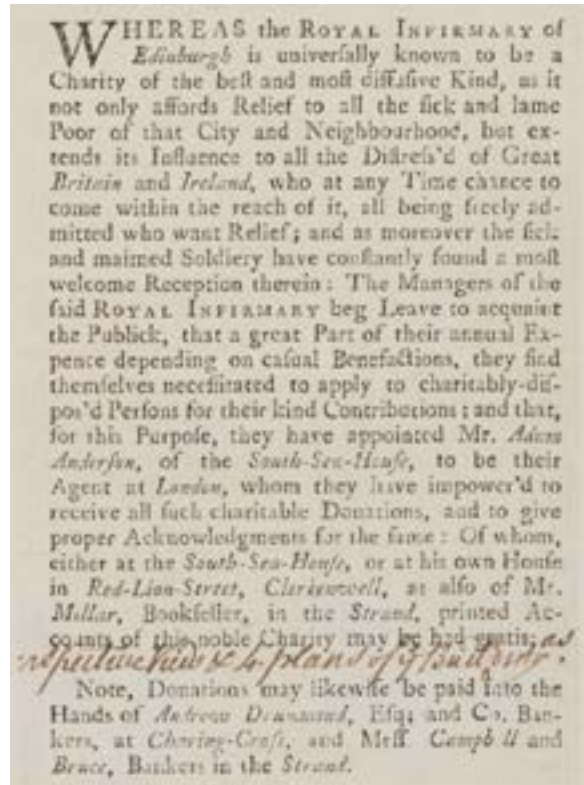 WHEREAS the ROYAL INFIRMARY of
Edinburgh is univerſally known to be a
Charity of the beſt and moſt diffuſive Kind, as it
not only affords Relief to all the ſick and lame
Poor of that City and Neighbourhood, but ex-
tends its Influence to all the Diſtreſs'd of Great
Britain and Ireland, who at any Time chance to
come within the reach of it, all being freely ad-
mitted who want Relief; and as moreover the ſick
and maimed Soldiery have conſtantly found a moſt
welcome Reception therein: The Managers of the
ſaid ROYAL INFIRMARY beg Leave to acquaint
the Publick, that a great Part of their annual Ex-
pence depending on caſual Benefactions, they find
themſelves neceſſitated to apply to charitably-diſ-
pos'd Perſons for their kind Contributions; and that,
for this Purpoſe, they have appointed Mr. Adam
Anderſon, of the South-Sea-Houſe, to be their
Agent at London, whom they have impower'd to
receive all ſuch charitable Donations, and to give
proper Acknowledgments for the ſame: Of whom,
either at the South-Sea-Houſe, or at his own Houſe
in Red-Lion-Street, Clerkenwell, as alſo of Mr.
Millar, Bookſeller, in the Strand, printed Ac-
counts of this noble Charity may be had gratis; as
perspective view & 4 plans of ye Building.
Note, Donations may likewiſe be paid into the
Hands of Andrew Drummond, Eſq; and Co. Ban-
kers, at Charing-Croſs, and Meſſ. Campbell and
Bruce, Bankers in the Strand.